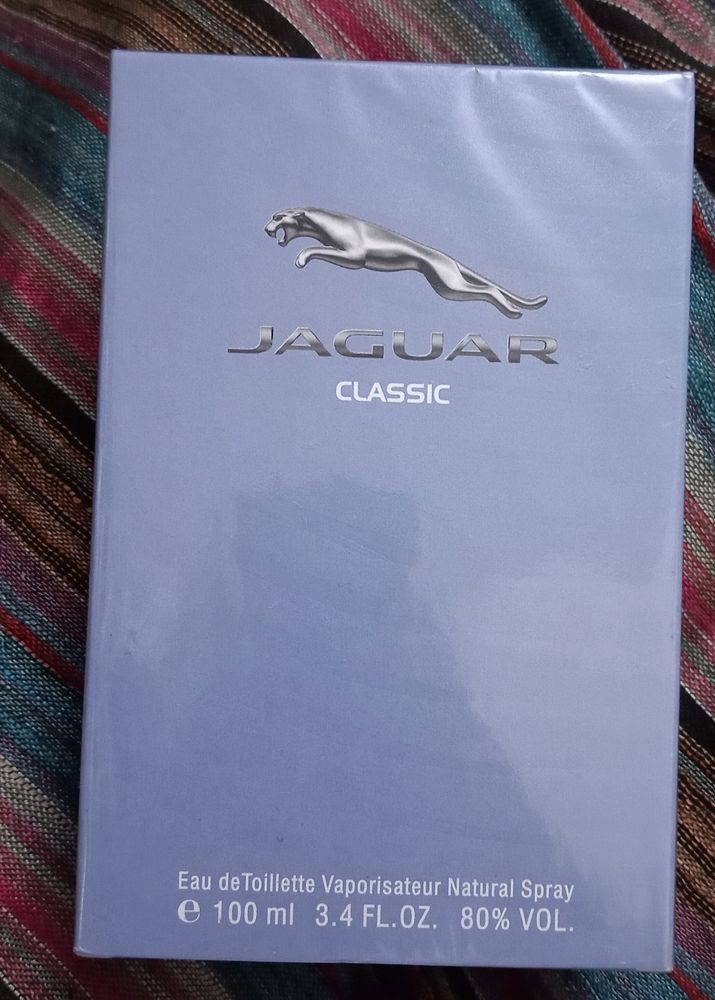 JAGUAR
CLASSIC
Eau deToillette Vaporisateur Natural Spray
e 100 ml 3.4 FL.OZ. 80% VOL.